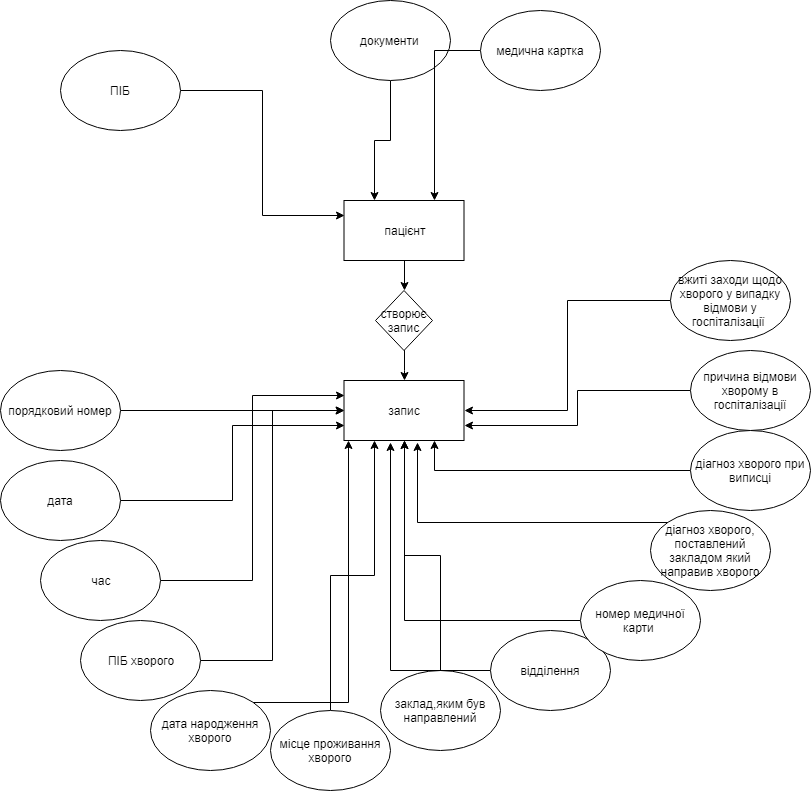 документи
медична картка
ПІБ
пацієнт
створює
запис
вжиті заходи щодо
хворого у випадку
відмови у
госпіталізації
причина відмови
хворому в
госпіталізації
порядковий номер
запис
діагноз хворого при
виписці
дата
діагноз хворого,
поставлений
закладом який
направив хворого
час
номер медичної
карти
ПІБ хворого
відділення
заклад,яким був
направлений
дата народження
хворого
місце проживання
хворого